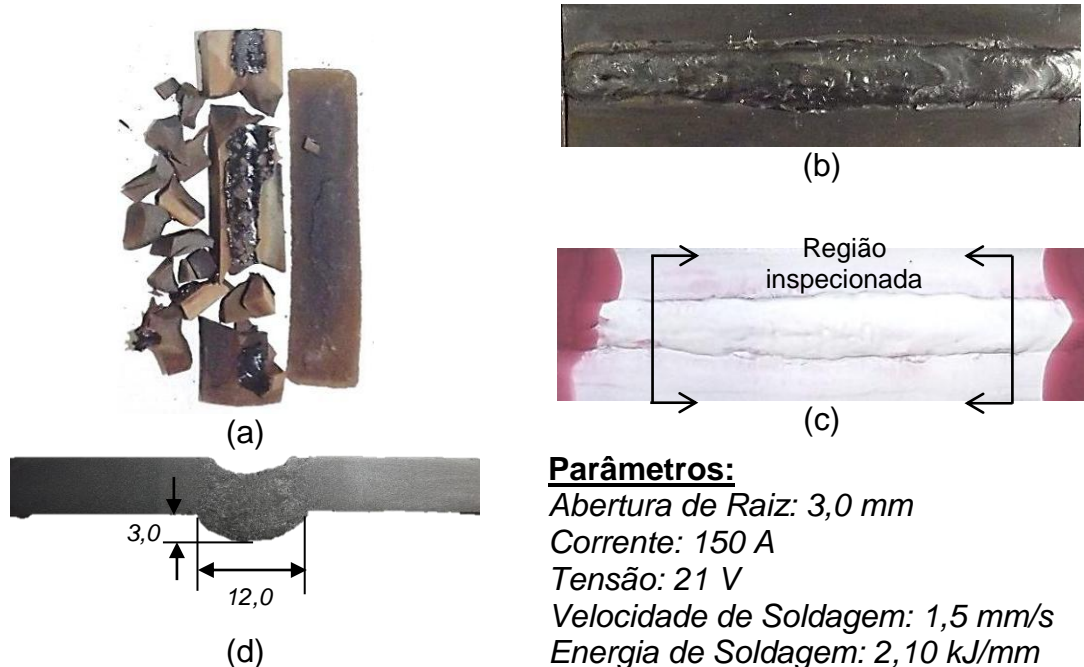 (a)
(b)
Região
inspecionada
(c)
3,0
12,0
(d)
Parâmetros:
Abertura de Raiz: 3,0 mm
Corrente: 150 A
Tensão: 21 V
Velocidade de Soldagem: 1,5 mm/s
Energia de Soldagem: 2,10 kJ/mm